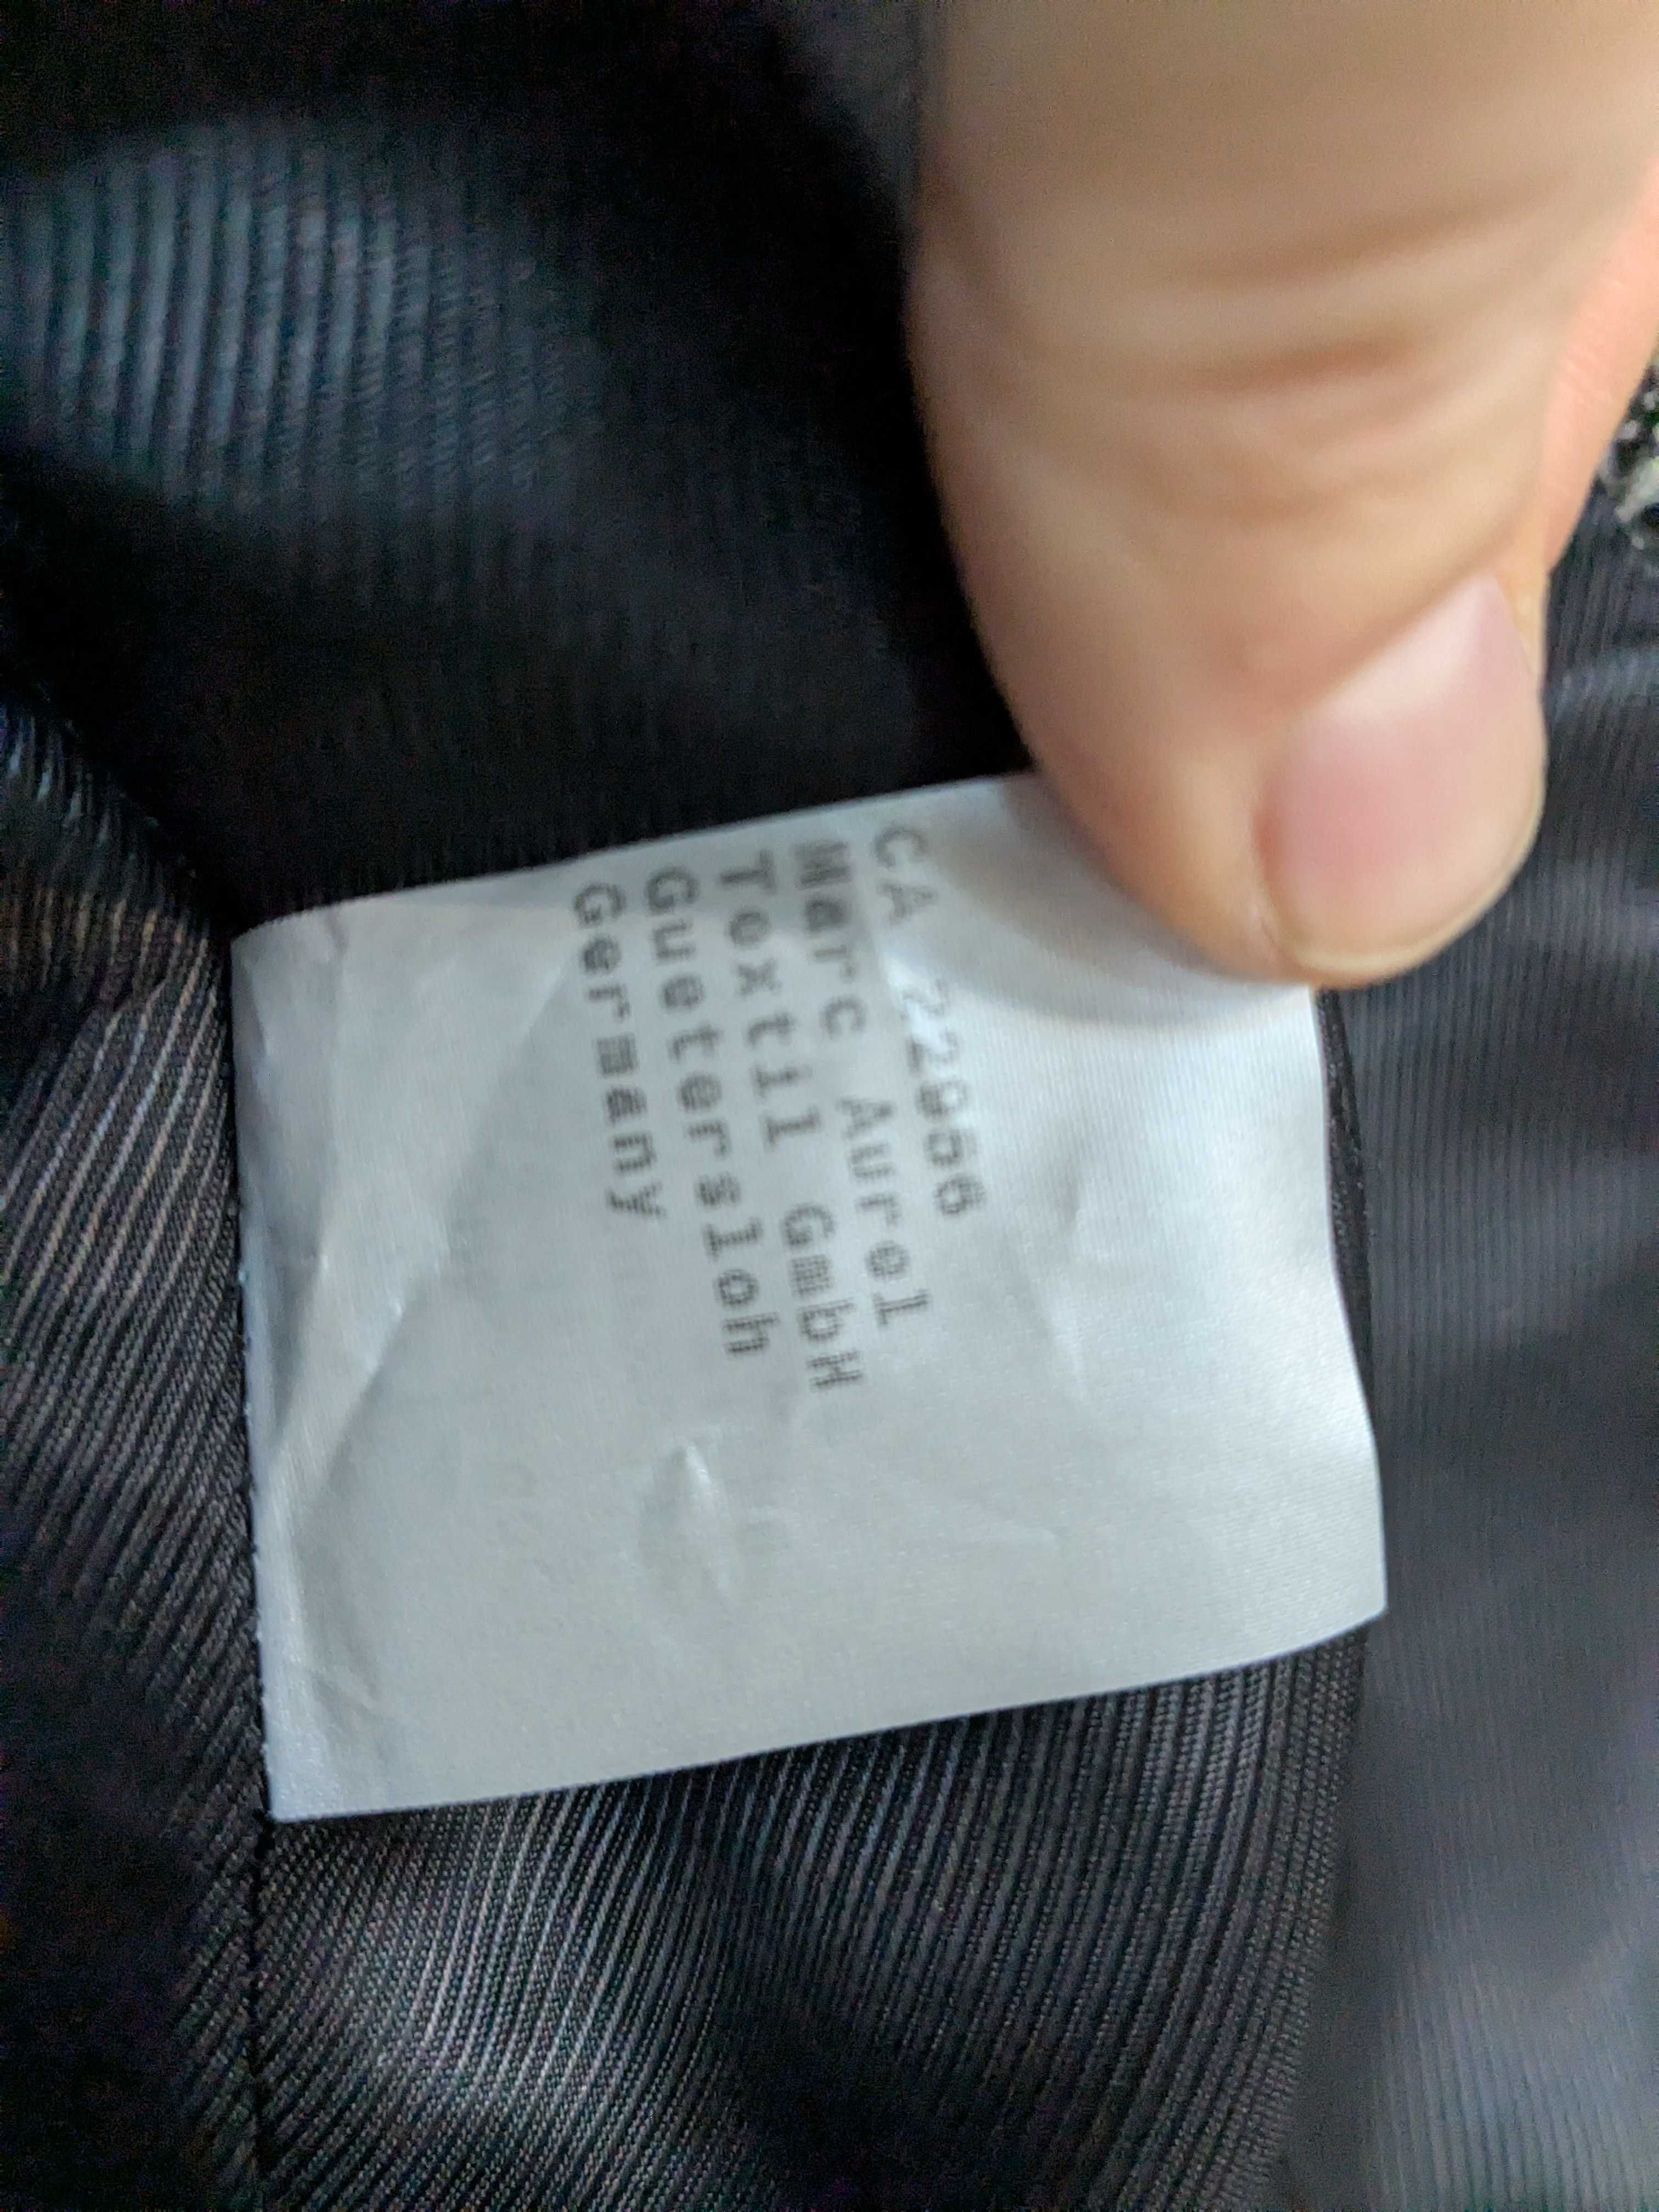 CA 22956
Marc Aurel
Textil GmbH
Guetersloh
Germany